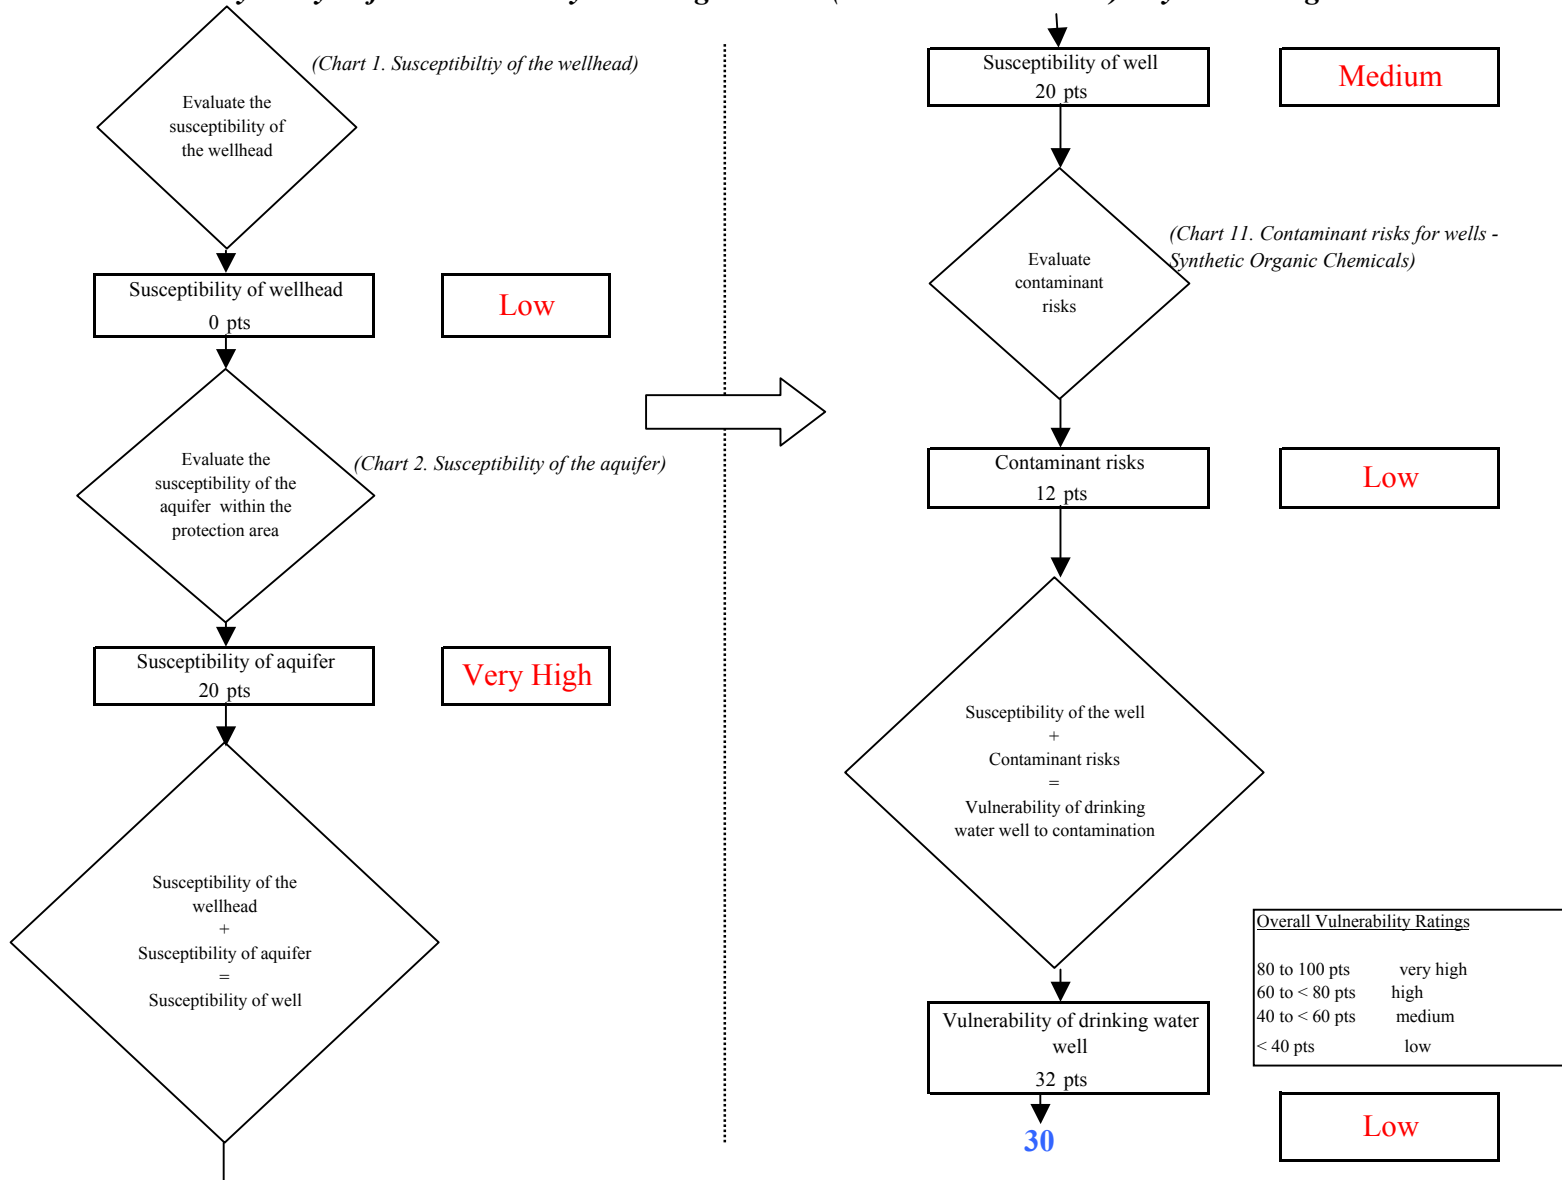 (Chart 1. Susceptibiltiy of the wellhead)
Evaluate the
susceptibility of
the wellhead
Susceptibility of wellhead
0 pts
Low
Evaluate the
susceptibility of the
aquifer within the
protection area
(Chart 2. Susceptibility of the aquifer)
Susceptibility of aquifer
20 pts
Very High
Susceptibility of the
wellhead
+
Susceptibility of aquifer
=
Susceptibility of well
Susceptibility of well
20 pts
Medium
Evaluate
contaminant
risks
(Chart 11. Contaminant risks for wells -
Synthetic Organic Chemicals)
Contaminant risks
12 pts
Low
Susceptibility of the well
+
Contaminant risks
=
Vulnerability of drinking
water well to contamination
Vulnerability of drinking water
well
32 pts
30
Overall Vulnerability Ratings
80 to 100 pts very high
60 to < 80 pts high
40 to < 60 pts medium
< 40 pts low
Low